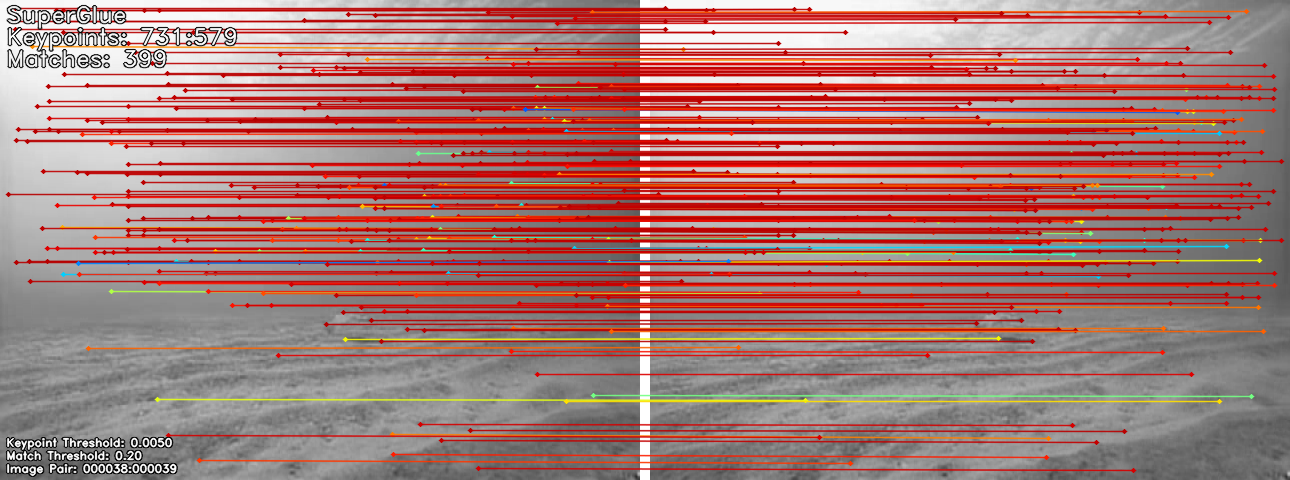 SuperGlue
Keypoints: 731:579
Matches: 399
Keypoint Threshold: 0.0050
Match Threshold: 0.20
Image Pair: 000038:000039